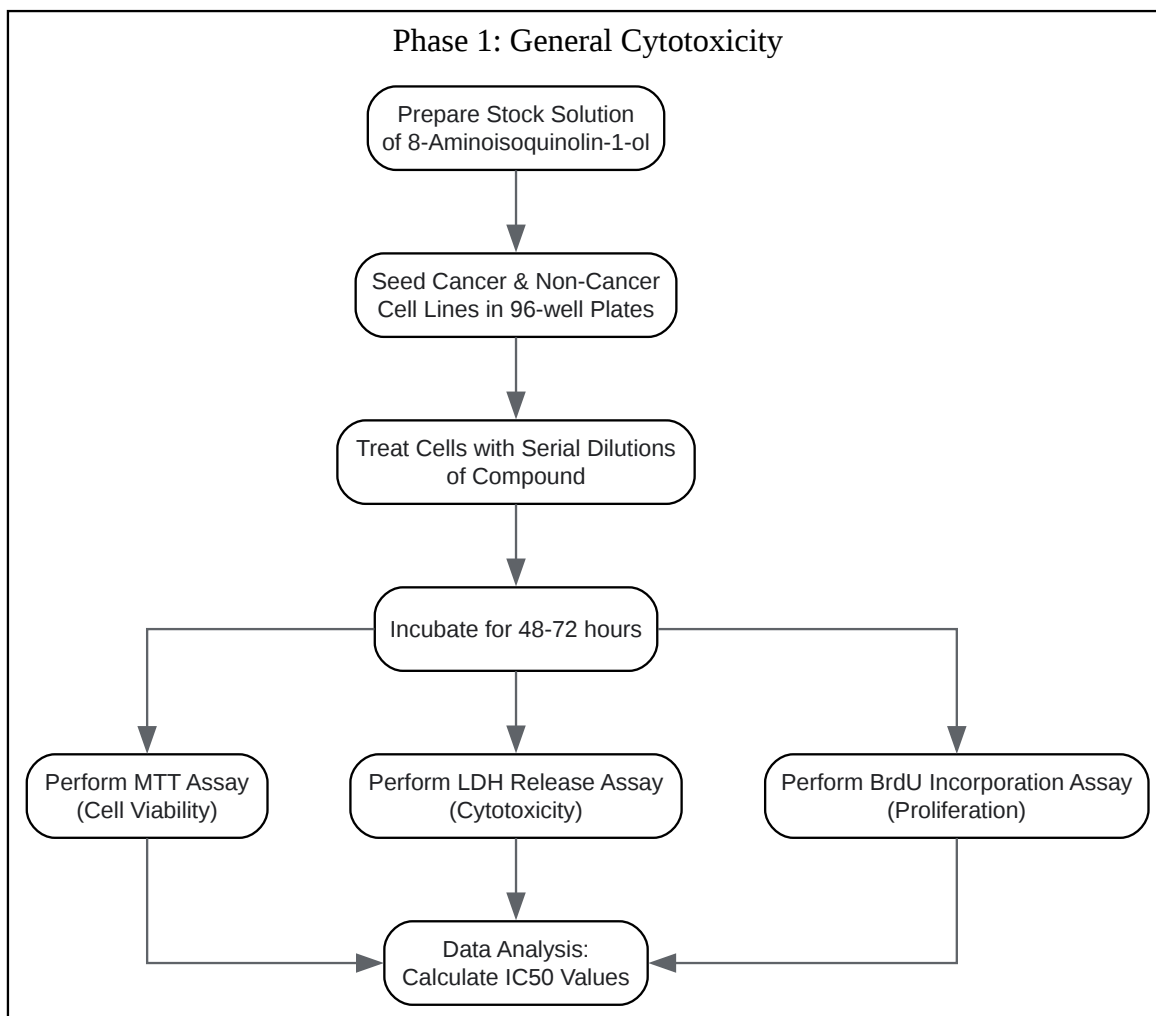 Phase 1: General Cytotoxicity
Prepare Stock Solution
of 8-Aminoisoquinolin-1-ol
Seed Cancer & Non-Cancer
Cell Lines in 96-well Plates
Treat Cells with Serial Dilutions
of Compound
Incubate for 48-72 hours
Perform MTT Assay
(Cell Viability)
Perform LDH Release Assay
(Cytotoxicity)
Perform BrdU Incorporation Assay
(Proliferation)
Data Analysis:
Calculate IC50 Values